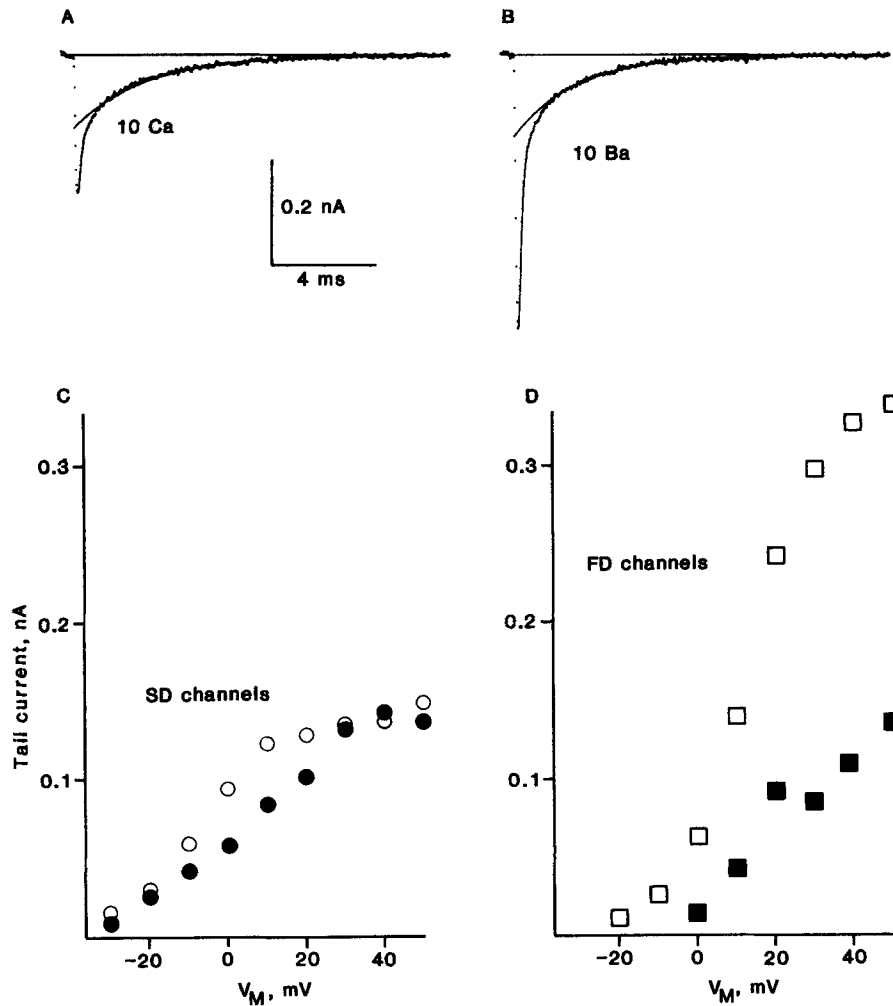 A
B
10 Ca
10 Ba
0.2 nA
4 ms
C
D
0.3
0.2
0.1
Tail current, nA
SD channels
-20 0 20 40
V_M, mV
0.3
0.2
0.1
FD channels
-20 0 20 40
V_M, mV